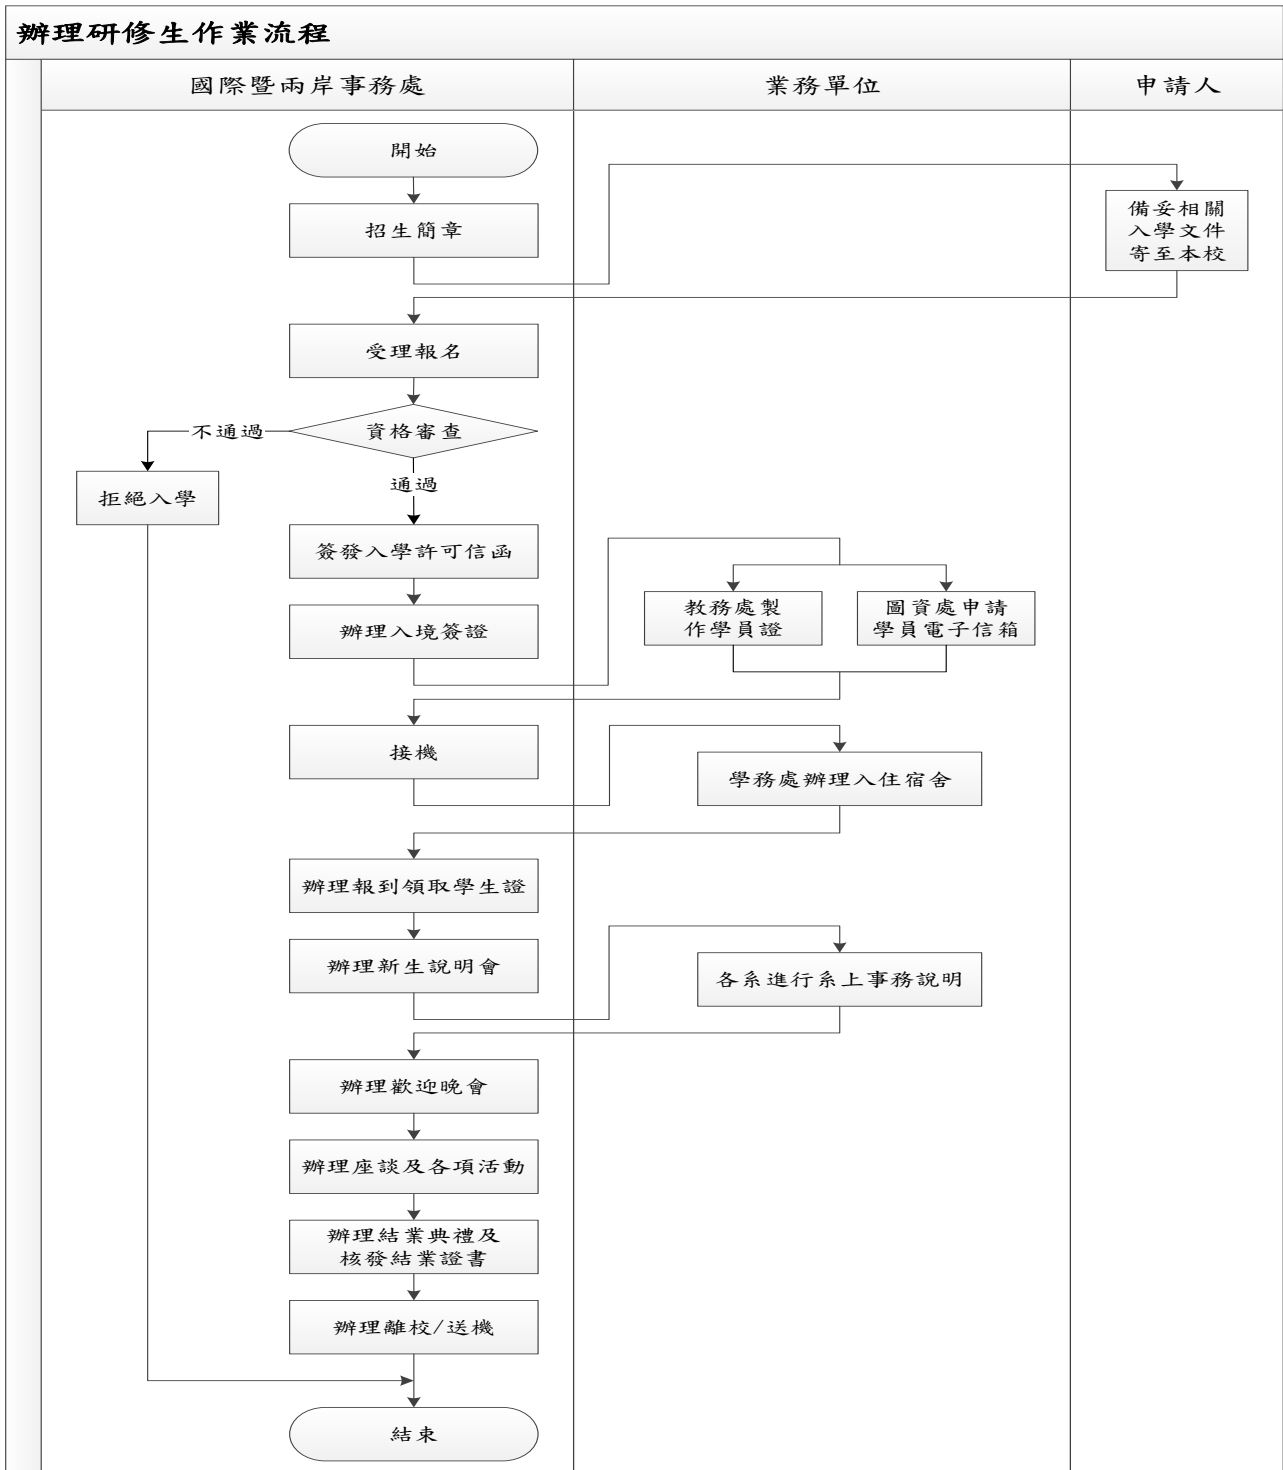 辦理研修生作業流程
國際暨兩岸事務處
業務單位
申請人
開始
招生簡章
備妥相關
入學文件
寄至本校
受理報名
資格審查
不通過
拒絕入學
通過
簽發入學許可信函
辦理入境簽證
教務處製
作學員證
圖資處申請
學員電子信箱
接機
學務處辦理入住宿舍
辦理報到領取學生證
辦理新生說明會
各系進行系上事務說明
辦理歡迎晚會
辦理座談及各項活動
辦理結業典禮及
核發結業證書
辦理離校/送機
結束